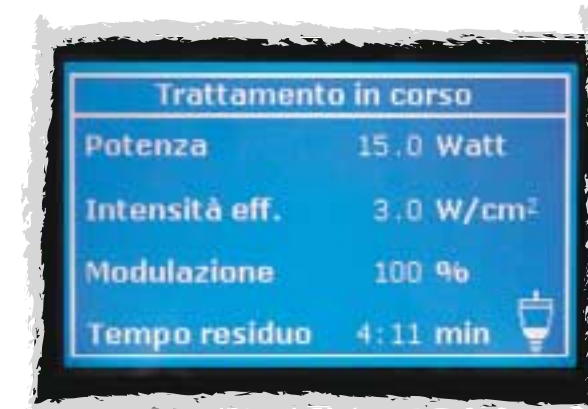 Trattamento in corso
Potenza 15.0 Watt
Intensità eff. 3.0 W/cm²
Modulazione 100 %
Tempo residuo 4:11 min